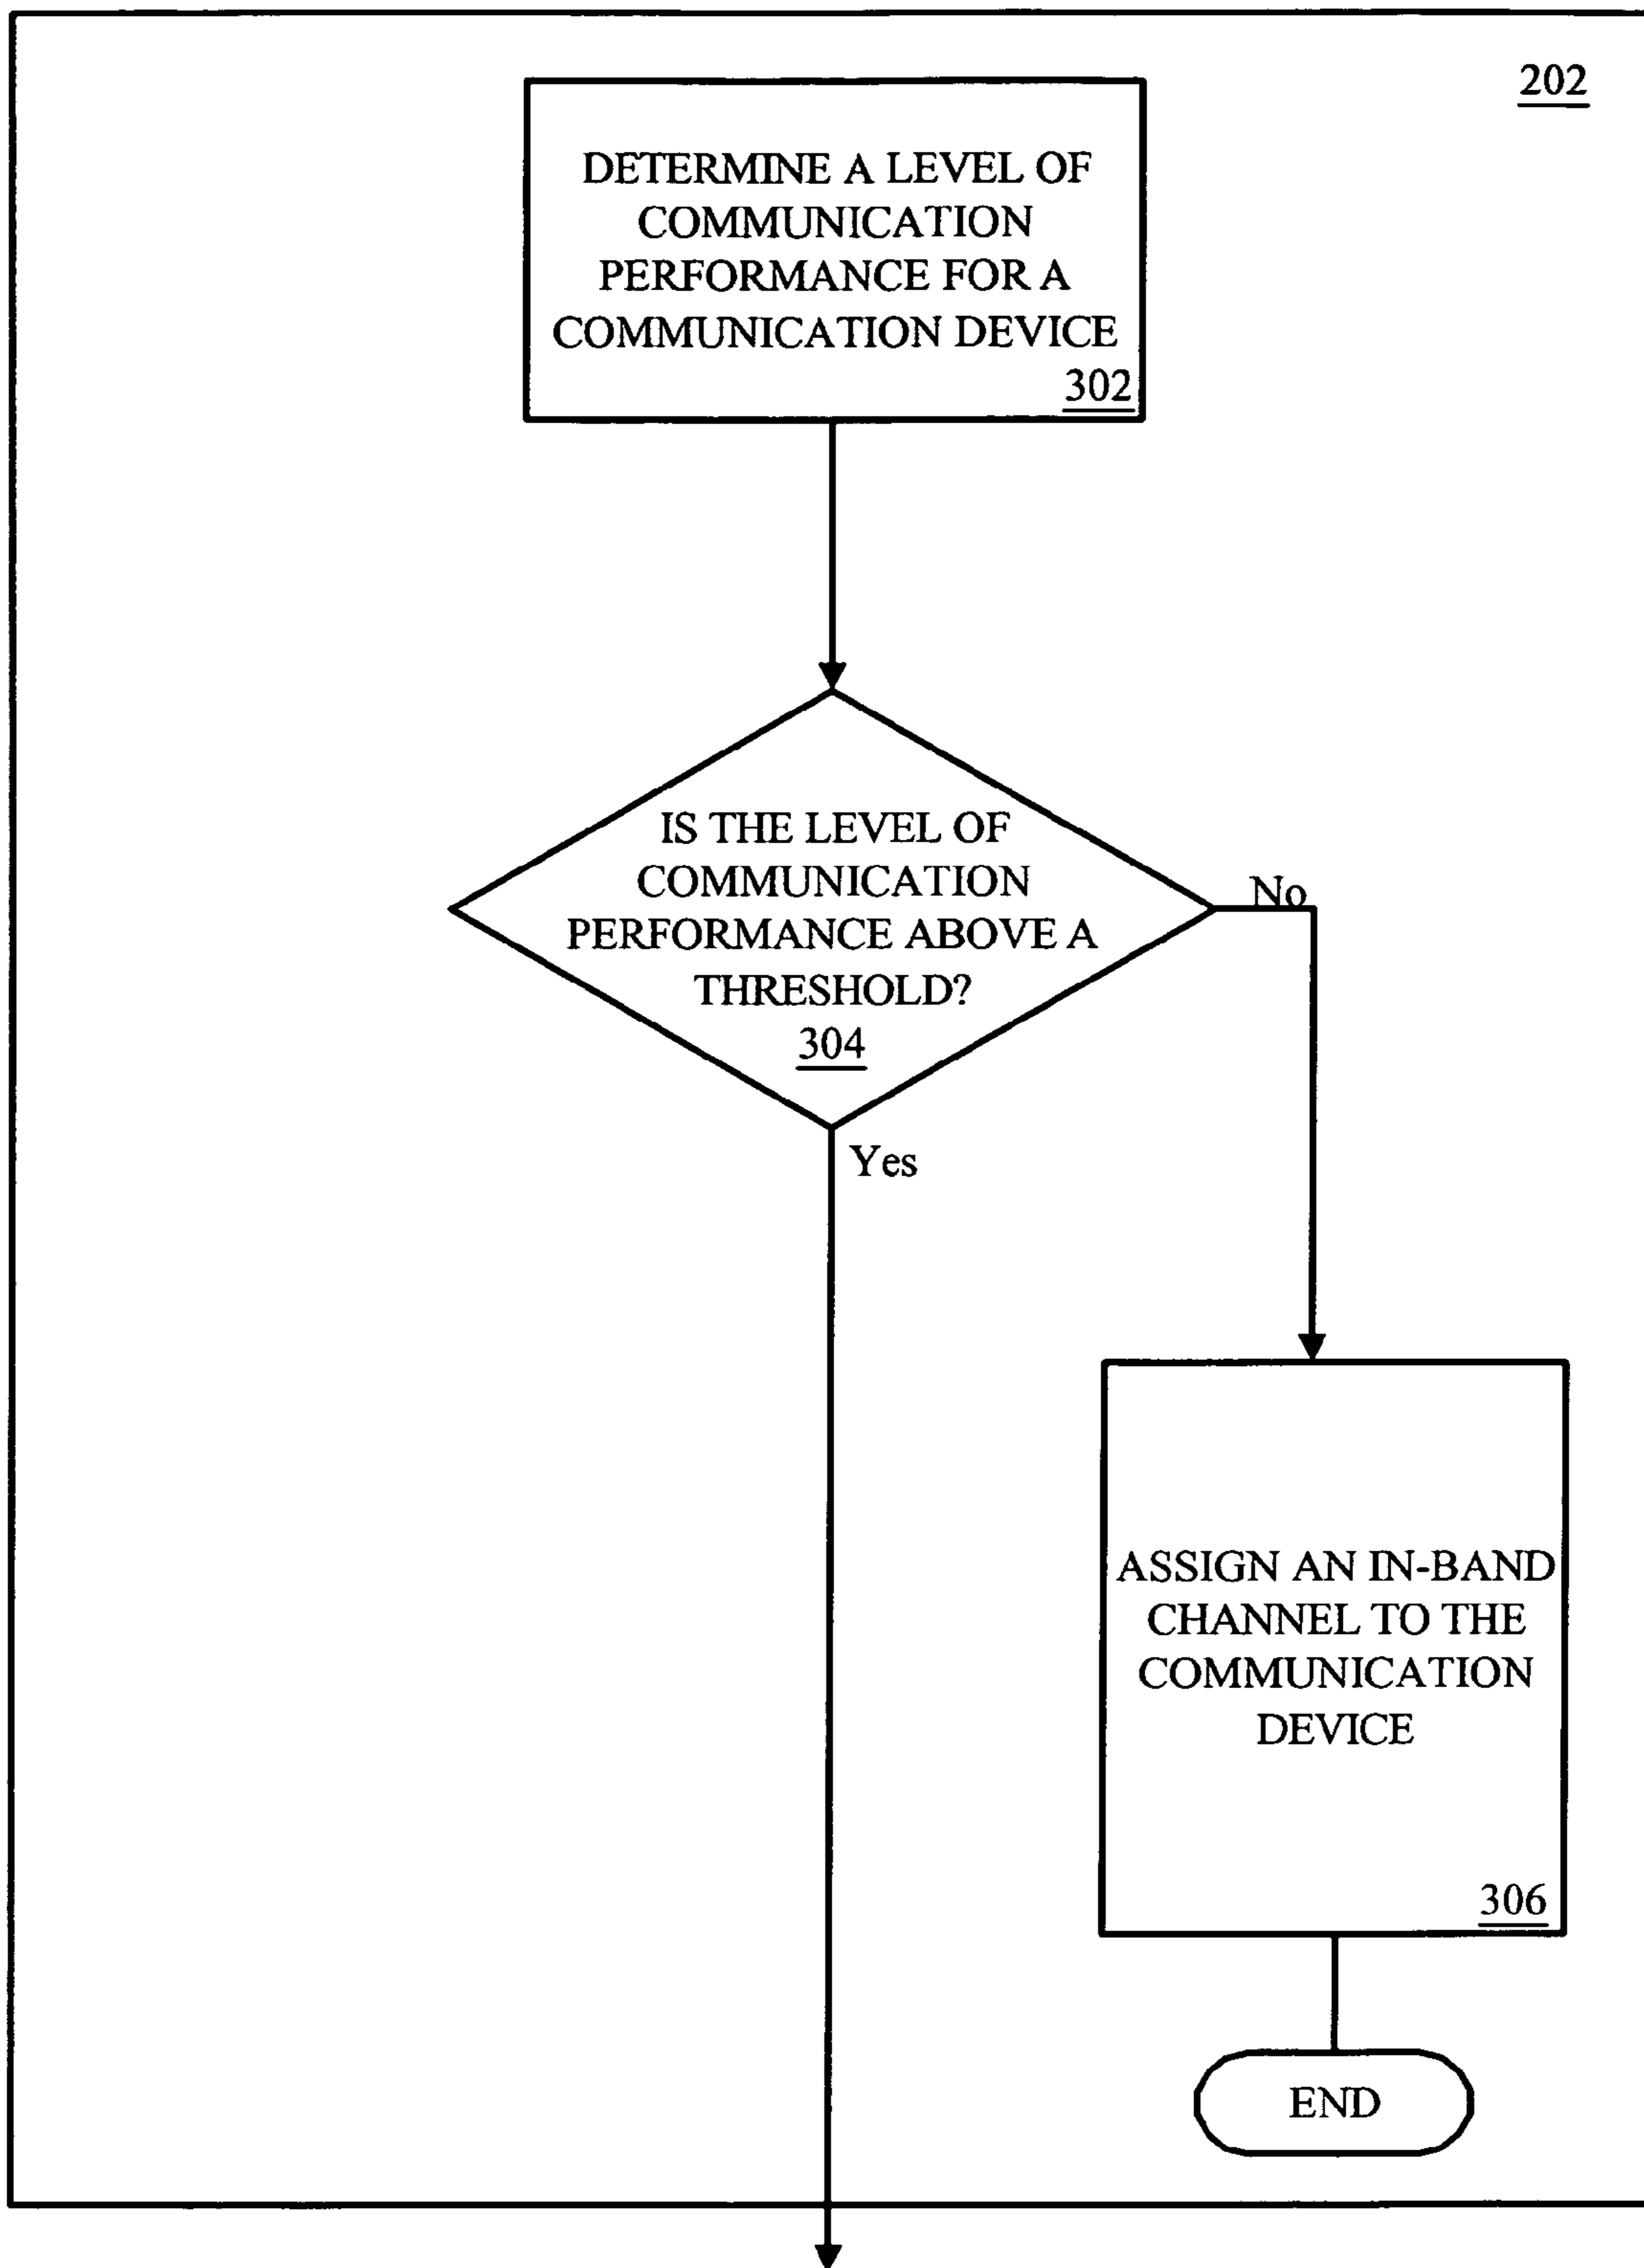 202
DETERMINE A LEVEL OF
COMMUNICATION
PERFORMANCE FOR A
COMMUNICATION DEVICE
302
IS THE LEVEL OF
COMMUNICATION
PERFORMANCE ABOVE A
THRESHOLD?
304
No
Yes
ASSIGN AN IN-BAND
CHANNEL TO THE
COMMUNICATION
DEVICE
306
END